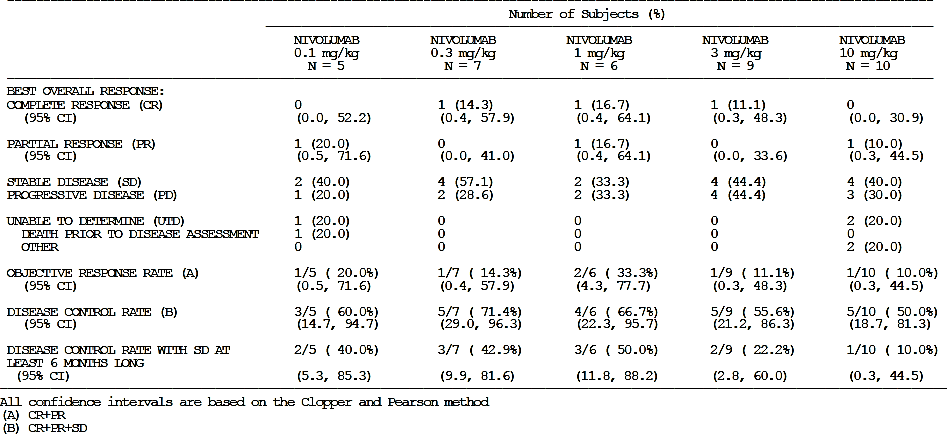 Number of Subjects (%)
NIVOLUMAB NIVOLUMAB NIVOLUMAB NIVOLUMAB NIVOLUMAB
0.1 mg/kg 0.3 mg/kg 1 mg/kg 3 mg/kg 10 mg/kg
N = 5 N = 7 N = 6 N = 9 N = 10
BEST OVERALL RESPONSE:
COMPLETE RESPONSE (CR) 0 1 (14.3) 1 (16.7) 1 (11.1) 0
(95% CI) (0.0, 52.2) (0.4, 57.9) (0.4, 64.1) (0.3, 48.3) (0.0, 30.9)
PARTIAL RESPONSE (PR) 1 (20.0) 0 1 (16.7) 0 1 (10.0)
(95% CI) (0.5, 71.6) (0.0, 41.0) (0.4, 64.1) (0.0, 33.6) (0.3, 44.5)
STABLE DISEASE (SD) 2 (40.0) 4 (57.1) 2 (33.3) 4 (44.4) 4 (40.0)
PROGRESSIVE DISEASE (PD) 1 (20.0) 2 (28.6) 2 (33.3) 4 (44.4) 3 (30.0)
UNABLE TO DETERMINE (UTD) 1 (20.0) 0 0 0 2 (20.0)
DEATH PRIOR TO DISEASE ASSESSMENT 1 (20.0) 0 0 0 0
OTHER 0 0 0 0 2 (20.0)
OBJECTIVE RESPONSE RATE (A) 1/5 ( 20.0%) 1/7 ( 14.3%) 2/6 ( 33.3%) 1/9 ( 11.1%) 1/10 ( 10.0%)
(95% CI) (0.5, 71.6) (0.4, 57.9) (4.3, 77.7) (0.3, 48.3) (0.3, 44.5)
DISEASE CONTROL RATE (B) 3/5 ( 60.0%) 5/7 ( 71.4%) 4/6 ( 66.7%) 5/9 ( 55.6%) 5/10 ( 50.0%)
(95% CI) (14.7, 94.7) (29.0, 96.3) (22.3, 95.7) (21.2, 86.3) (18.7, 81.3)
DISEASE CONTROL RATE WITH SD AT 2/5 ( 40.0%) 3/7 ( 42.9%) 3/6 ( 50.0%) 2/9 ( 22.2%) 1/10 ( 10.0%)
LEAST 6 MONTHS LONG
(95% CI) (5.3, 85.3) (9.9, 81.6) (11.8, 88.2) (2.8, 60.0) (0.3, 44.5)
All confidence intervals are based on the Clopper and Pearson method
(A) CR+PR
(B) CR+PR+SD